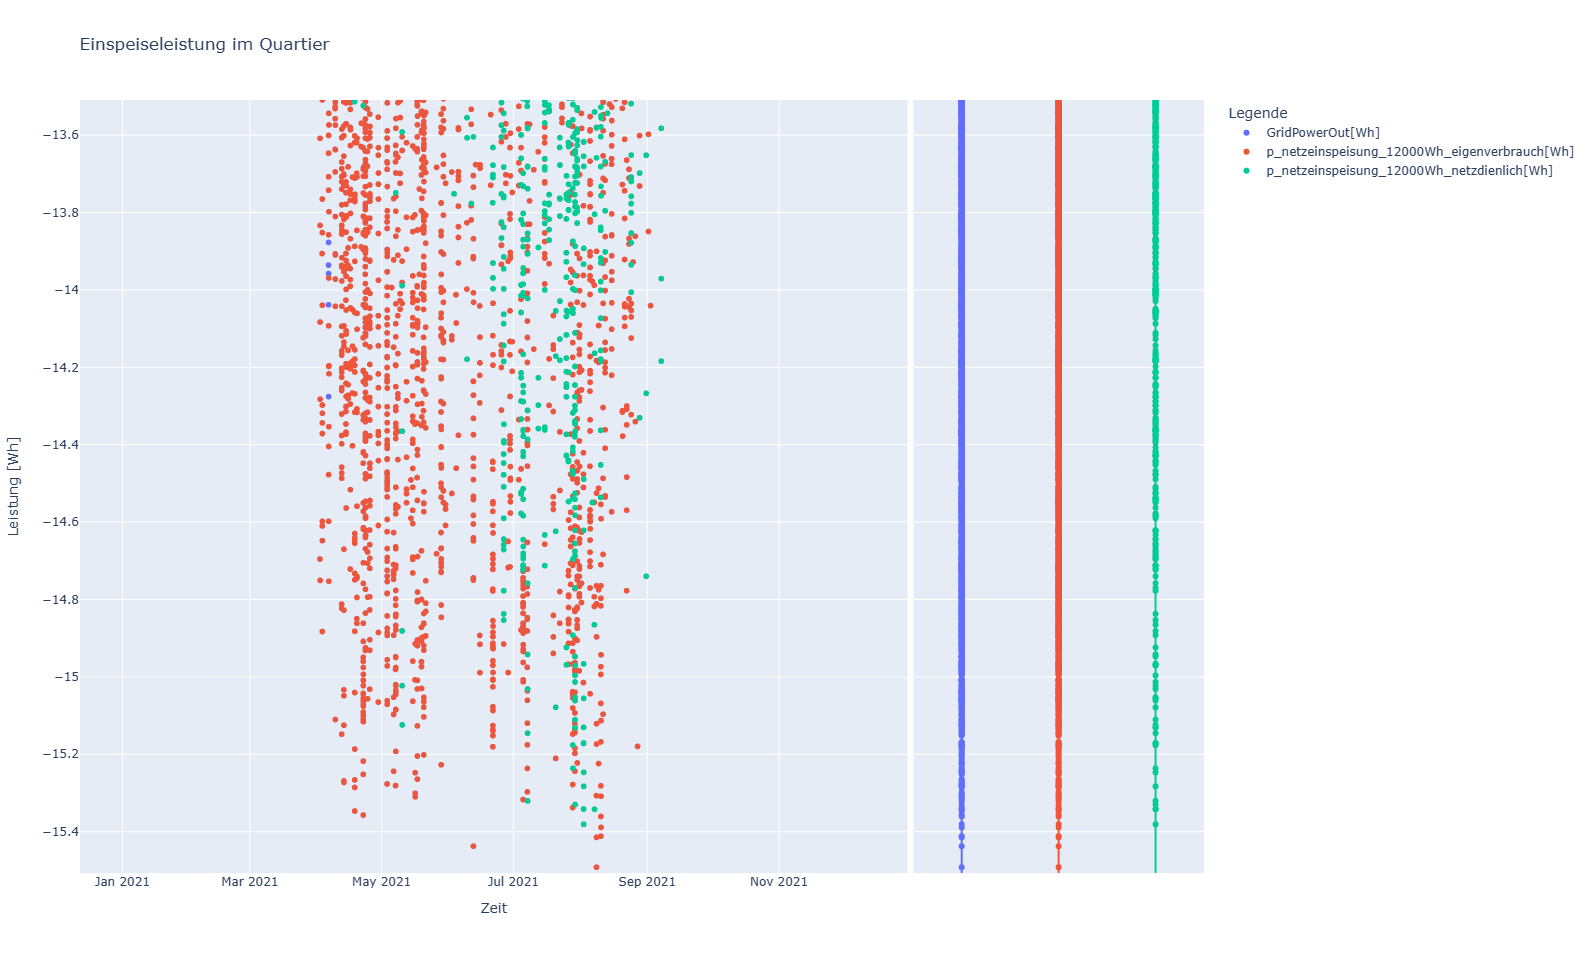 Einspeiseleistung im Quartier
Legende
GridPowerOut[Wh]
p_netzeinspeisung_12000Wh_eigenverbrauch[Wh]
p_netzeinspeisung_12000Wh_netzdienlich[Wh]
Leistung [Wh]
−13.6
−13.8
−14
−14.2
−14.4
−14.6
−14.8
−15
−15.2
−15.4
Jan 2021
Mar 2021
May 2021
Jul 2021
Sep 2021
Nov 2021
Zeit